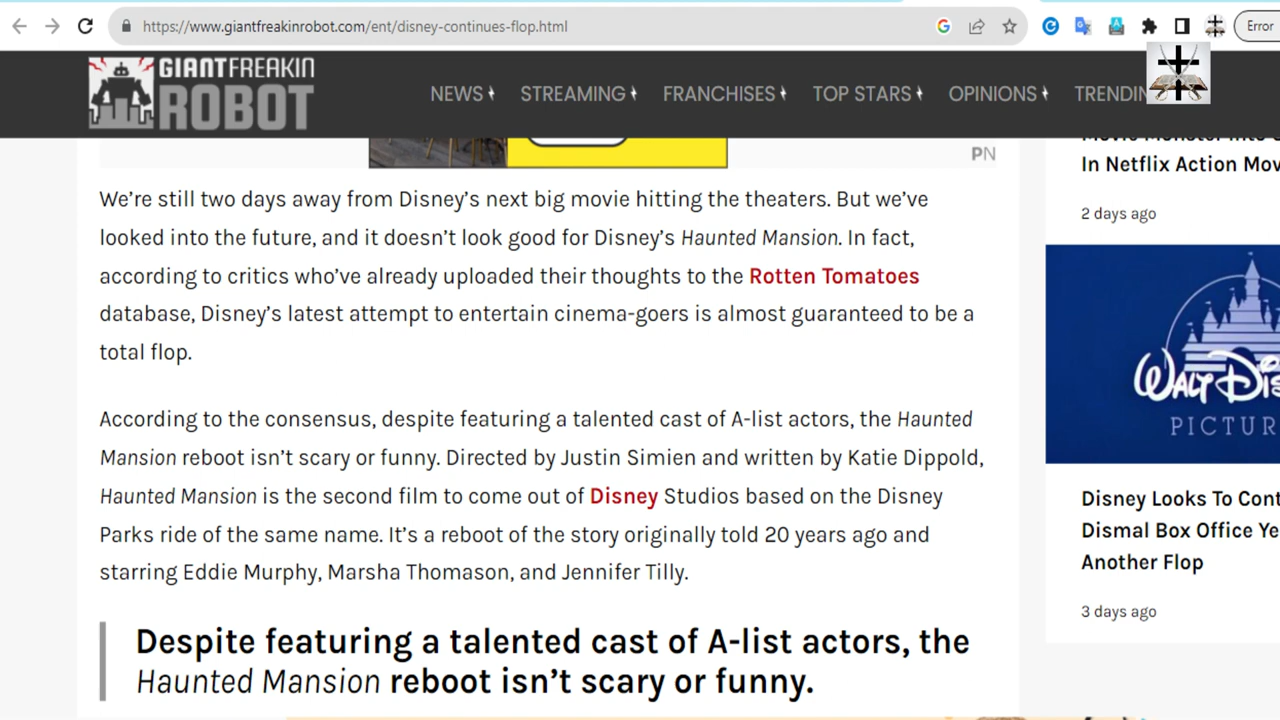 https://www.giantfreakinrobot.com/ent/disney-continues-flop.html
Error
GIANTFREAKIN
ROBOT
NEWS
STREAMING
FRANCHISES
TOP STARS
OPINIONS
TRENDIN
PN
In Netflix Action Mov
2 days ago
We’re still two days away from Disney’s next big movie hitting the theaters. But we’ve
looked into the future, and it doesn’t look good for Disney’s Haunted Mansion. In fact,
according to critics who’ve already uploaded their thoughts to the Rotten Tomatoes
database, Disney’s latest attempt to entertain cinema-goers is almost guaranteed to be a
total flop.
According to the consensus, despite featuring a talented cast of A-list actors, the Haunted
Mansion reboot isn’t scary or funny. Directed by Justin Simien and written by Katie Dippold,
Haunted Mansion is the second film to come out of Disney Studios based on the Disney
Parks ride of the same name. It’s a reboot of the story originally told 20 years ago and
starring Eddie Murphy, Marsha Thomason, and Jennifer Tilly.
Despite featuring a talented cast of A-list actors, the
Haunted Mansion reboot isn’t scary or funny.
WALT DIS
PICTUR
Disney Looks To Cont
Dismal Box Office Ye
Another Flop
3 days ago